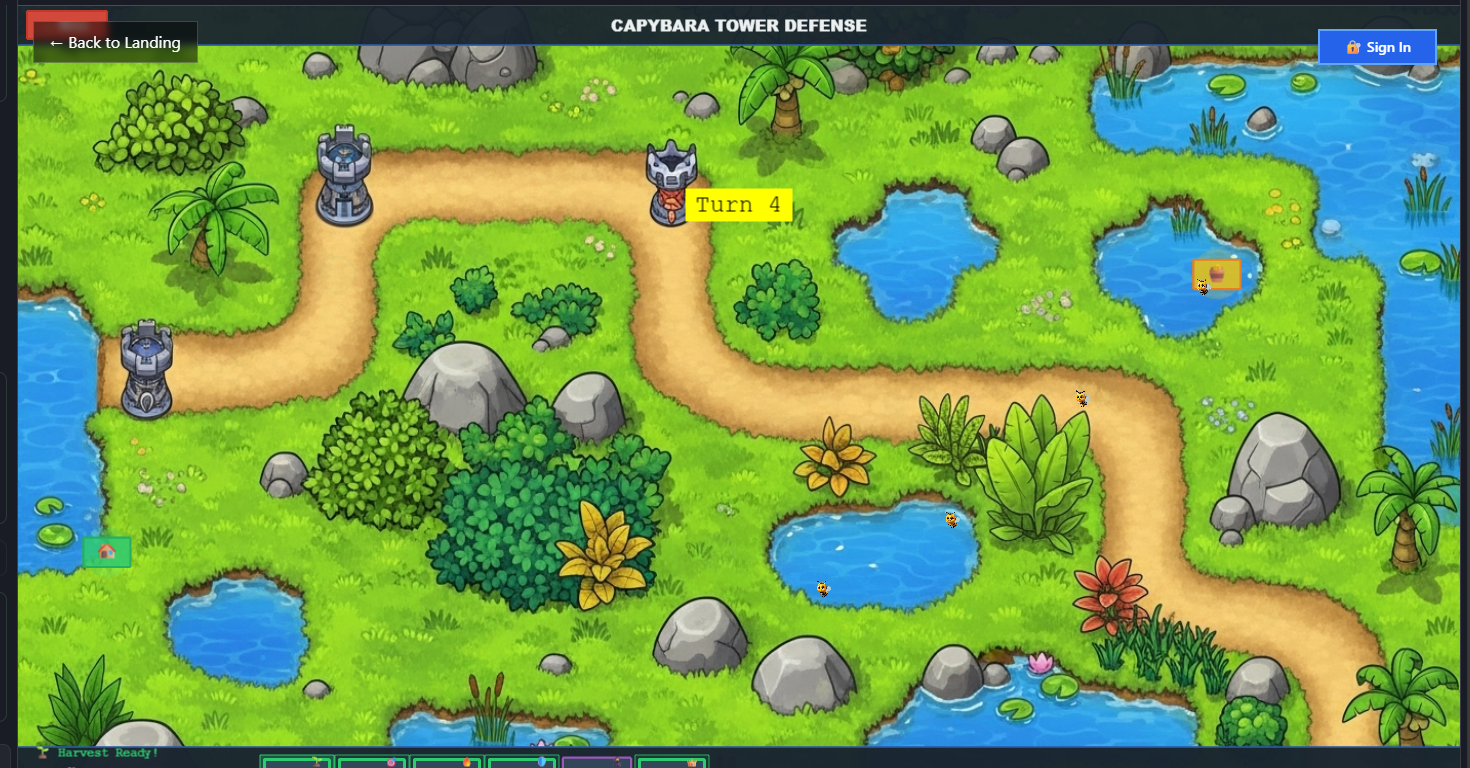 CAPYBARA TOWER DEFENSE
← Back to Landing
Sign In
Turn 4
Harvest Ready!